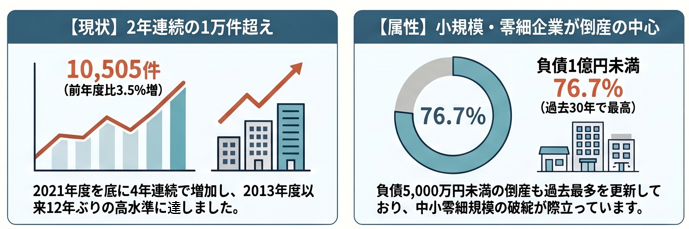 【現状】2年連続の1万件超え
10,505件
(前年度比3.5%増)
2021年度を底に4年連続で増加し、2013年度以
来12年ぶりの高水準に達しました。
【属性】小規模・零細企業が倒産の中心
76.7%
負債1億円未満
76.7%
(過去30年で最高)
負債5,000万円未満の倒産も過去最多を更新して
おり、中小零細規模の破綻が際立っています。